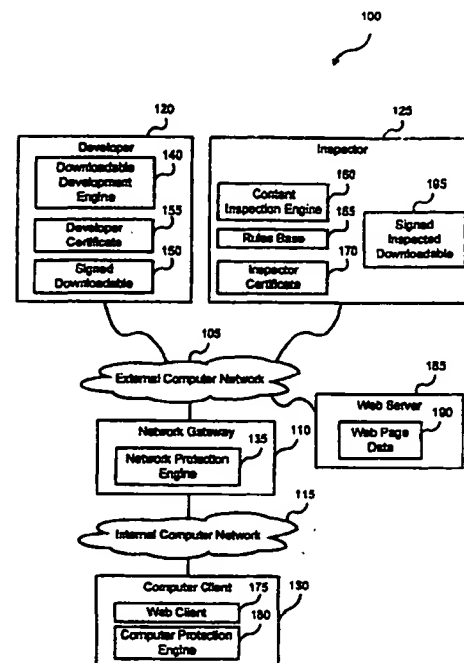 100
120
Developer
Downloadable
Development
Engine
140
Developer
Certificate
155
Signed
Downloadable
150
125
Inspector
Content
Inspection Engine
160
Rules Base
165
Inspector
Certificate
170
195
Signed
Inspected
Downloadable
105
External Computer Network
185
Web Server
Web Page
Data
190
Network Gateway
Network Protection
Engine
135
110
115
Internal Computer Network
Computer Client
175
130
Web Client
180
Computer Protection
Engine